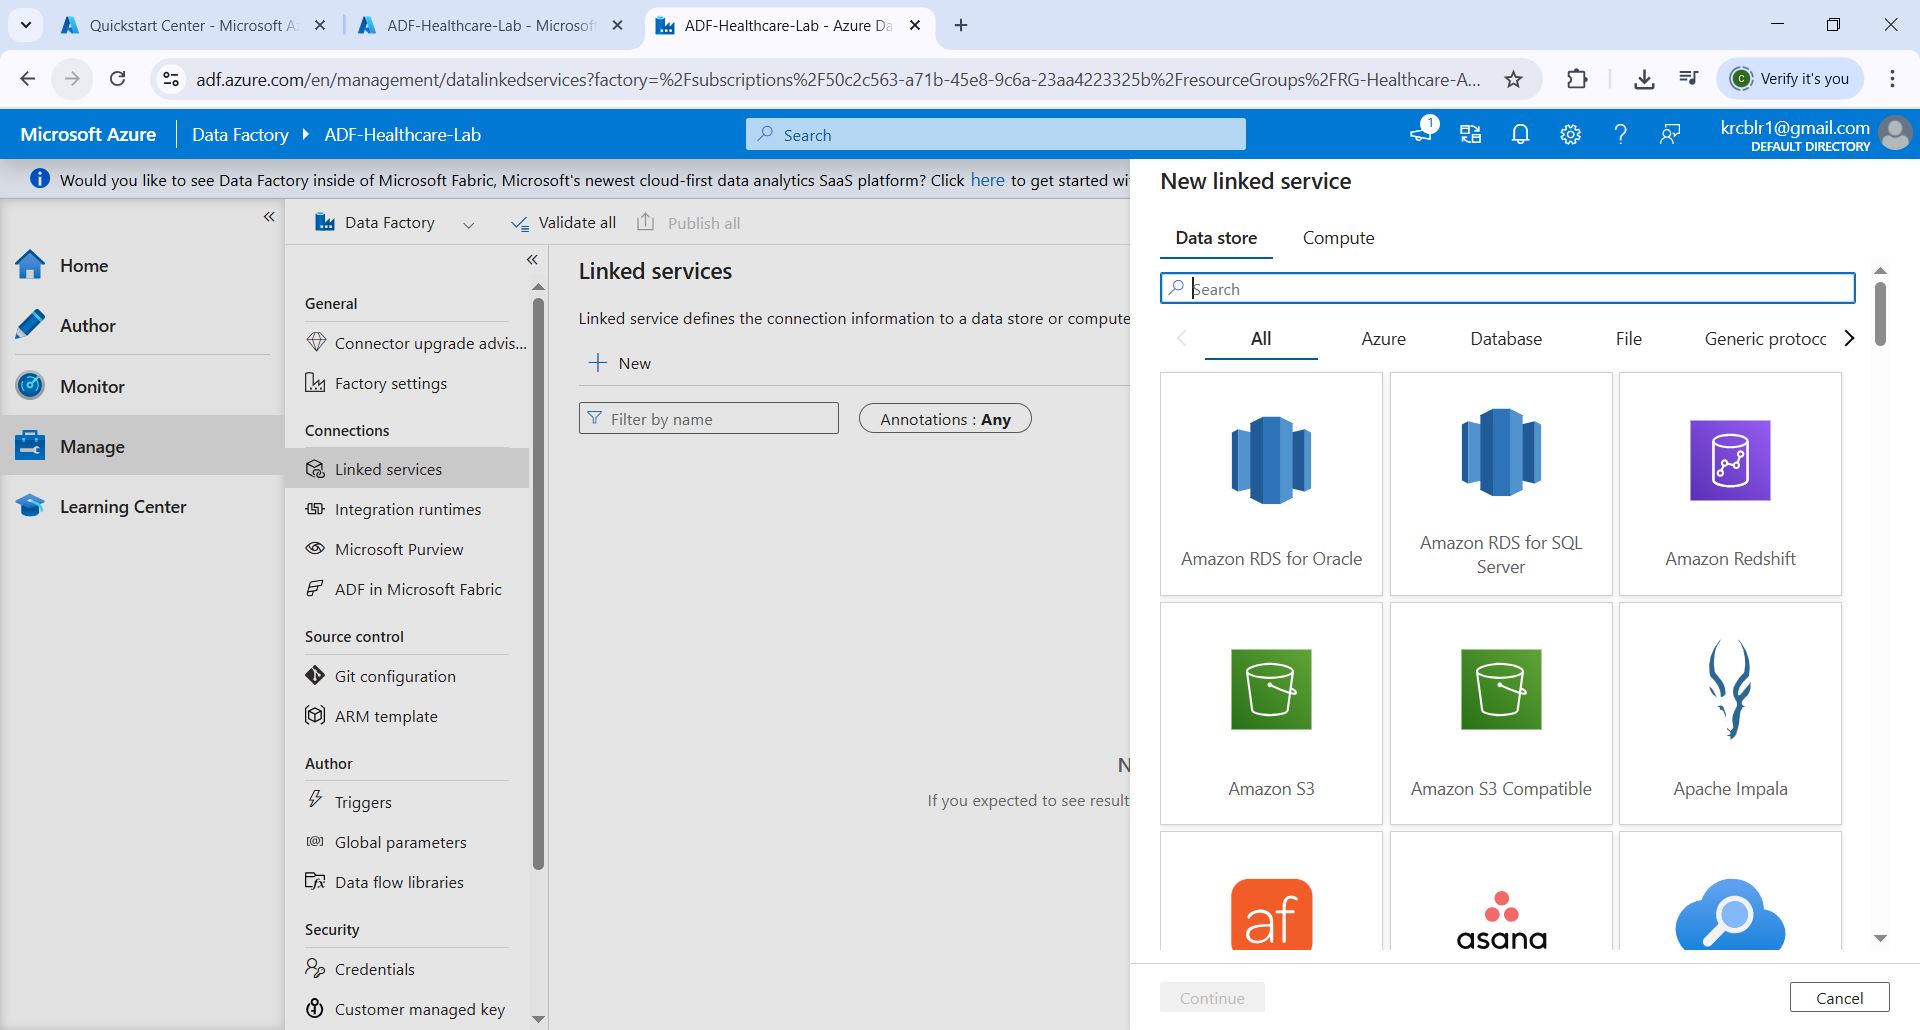 Quickstart Center - Microsoft Az
ADF-Healthcare-Lab - Microsoft
ADF-Healthcare-Lab - Azure Da
adf.azure.com/en/management/datalinkedservices?factory=%2Fsubscriptions%2F50c2c563-a71b-45e8-9c6a-23aa4223325b%2FresourceGroups%2FRG-Healthcare-A...
C
Verify it's you
Microsoft Azure
Data Factory
ADF-Healthcare-Lab
Search
1
krcblr1@gmail.com
DEFAULT DIRECTORY
Would you like to see Data Factory inside of Microsoft Fabric, Microsoft's newest cloud-first data analytics SaaS platform? Click here to get started wi
Home
Author
Monitor
Manage
Learning Center
Data Factory
Validate all
Publish all
General
Connector upgrade advis...
Factory settings
Connections
Linked services
Integration runtimes
Microsoft Purview
ADF in Microsoft Fabric
Source control
Git configuration
ARM template
Author
Triggers
Global parameters
Data flow libraries
Security
Credentials
Customer managed key
Linked services
Linked service defines the connection information to a data store or compute
New
Filter by name
Annotations : Any
N
If you expected to see result
New linked service
Data store
Compute
Search
All
Azure
Database
File
Generic protocc
Amazon RDS for Oracle
Amazon RDS for SQL
Server
Amazon Redshift
Amazon S3
Amazon S3 Compatible
Apache Impala
af
asana
Continue
Cancel